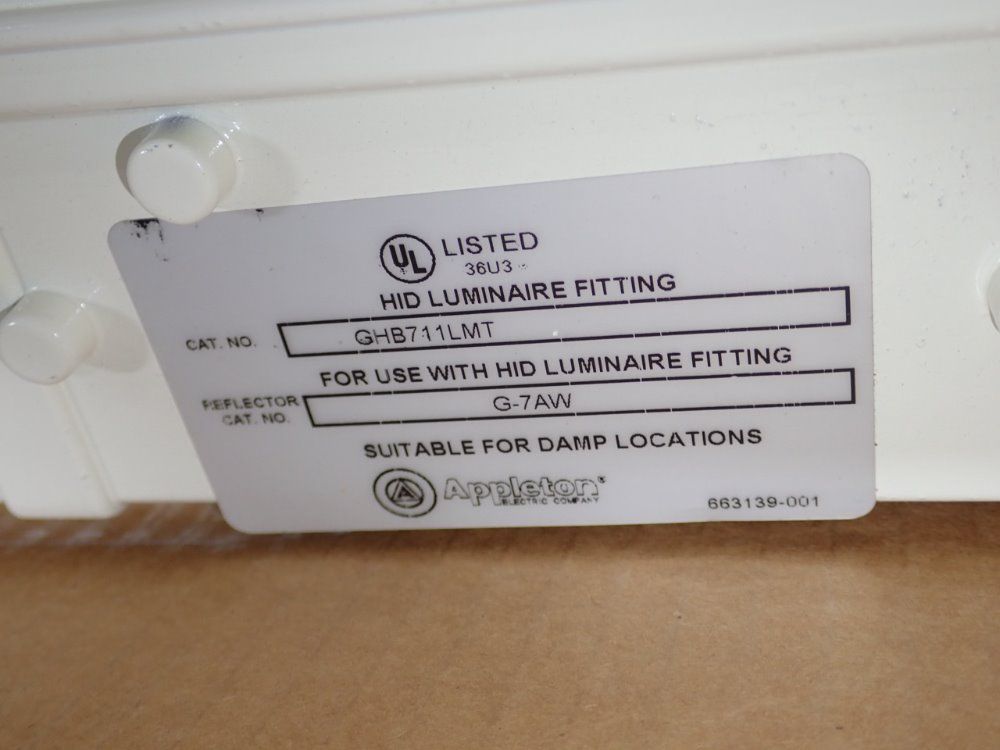 UL LISTED
36U3
HID LUMINAIRE FITTING
CAT. NO. GHB711LMT
FOR USE WITH HID LUMINAIRE FITTING
REFLECTOR
CAT. NO. G-7AW
SUITABLE FOR DAMP LOCATIONS
A Appleton®
ELECTRIC COMPANY
663139-001